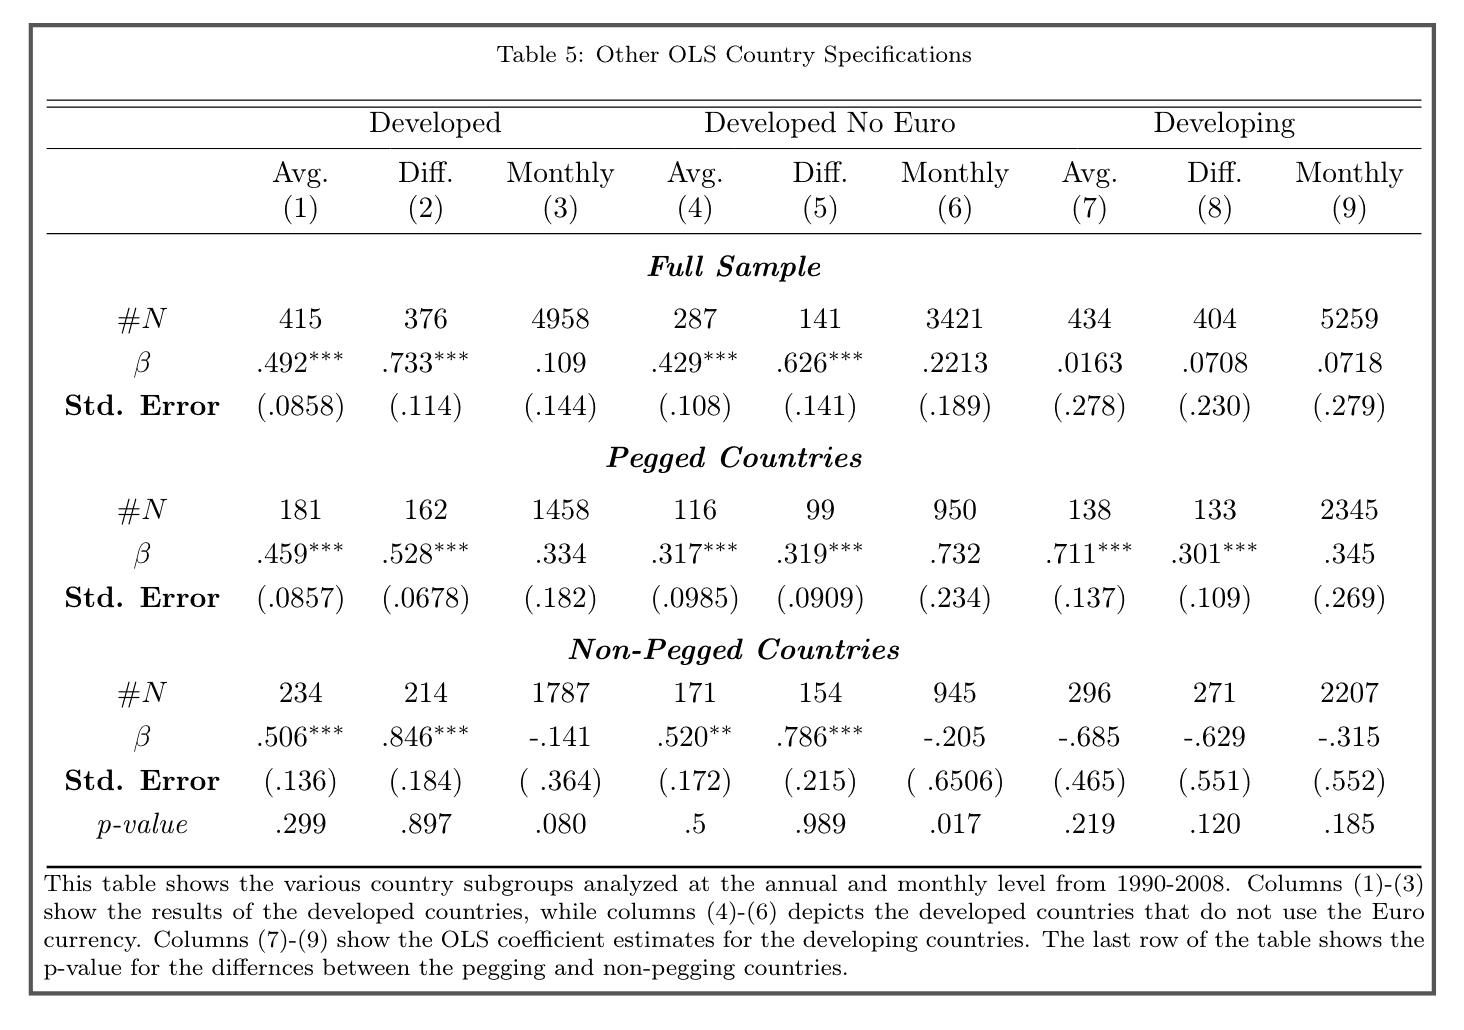 Table 5: Other OLS Country Specifications
Developed Developed No Euro Developing
Avg. Diff. Monthly Avg. Diff. Monthly Avg. Diff. Monthly
(1) (2) (3) (4) (5) (6) (7) (8) (9)
Full Sample
#N 415 376 4958 287 141 3421 434 404 5259
β .492*** .733*** .109 .429*** .626*** .2213 .0163 .0708 .0718
Std. Error (.0858) (.114) (.144) (.108) (.141) (.189) (.278) (.230) (.279)
Pegged Countries
#N 181 162 1458 116 99 950 138 133 2345
β .459*** .528*** .334 .317*** .319*** .732 .711*** .301*** .345
Std. Error (.0857) (.0678) (.182) (.0985) (.0909) (.234) (.137) (.109) (.269)
Non-Pegged Countries
#N 234 214 1787 171 154 945 296 271 2207
β .506*** .846*** -.141 .520** .786*** -.205 -.685 -.629 -.315
Std. Error (.136) (.184) ( .364) (.172) (.215) ( .6506) (.465) (.551) (.552)
p-value .299 .897 .080 .5 .989 .017 .219 .120 .185
This table shows the various country subgroups analyzed at the annual and monthly level from 1990-2008. Columns (1)-(3)
show the results of the developed countries, while columns (4)-(6) depicts the developed countries that do not use the Euro
currency. Columns (7)-(9) show the OLS coefficient estimates for the developing countries. The last row of the table shows the
p-value for the differnces between the pegging and non-pegging countries.